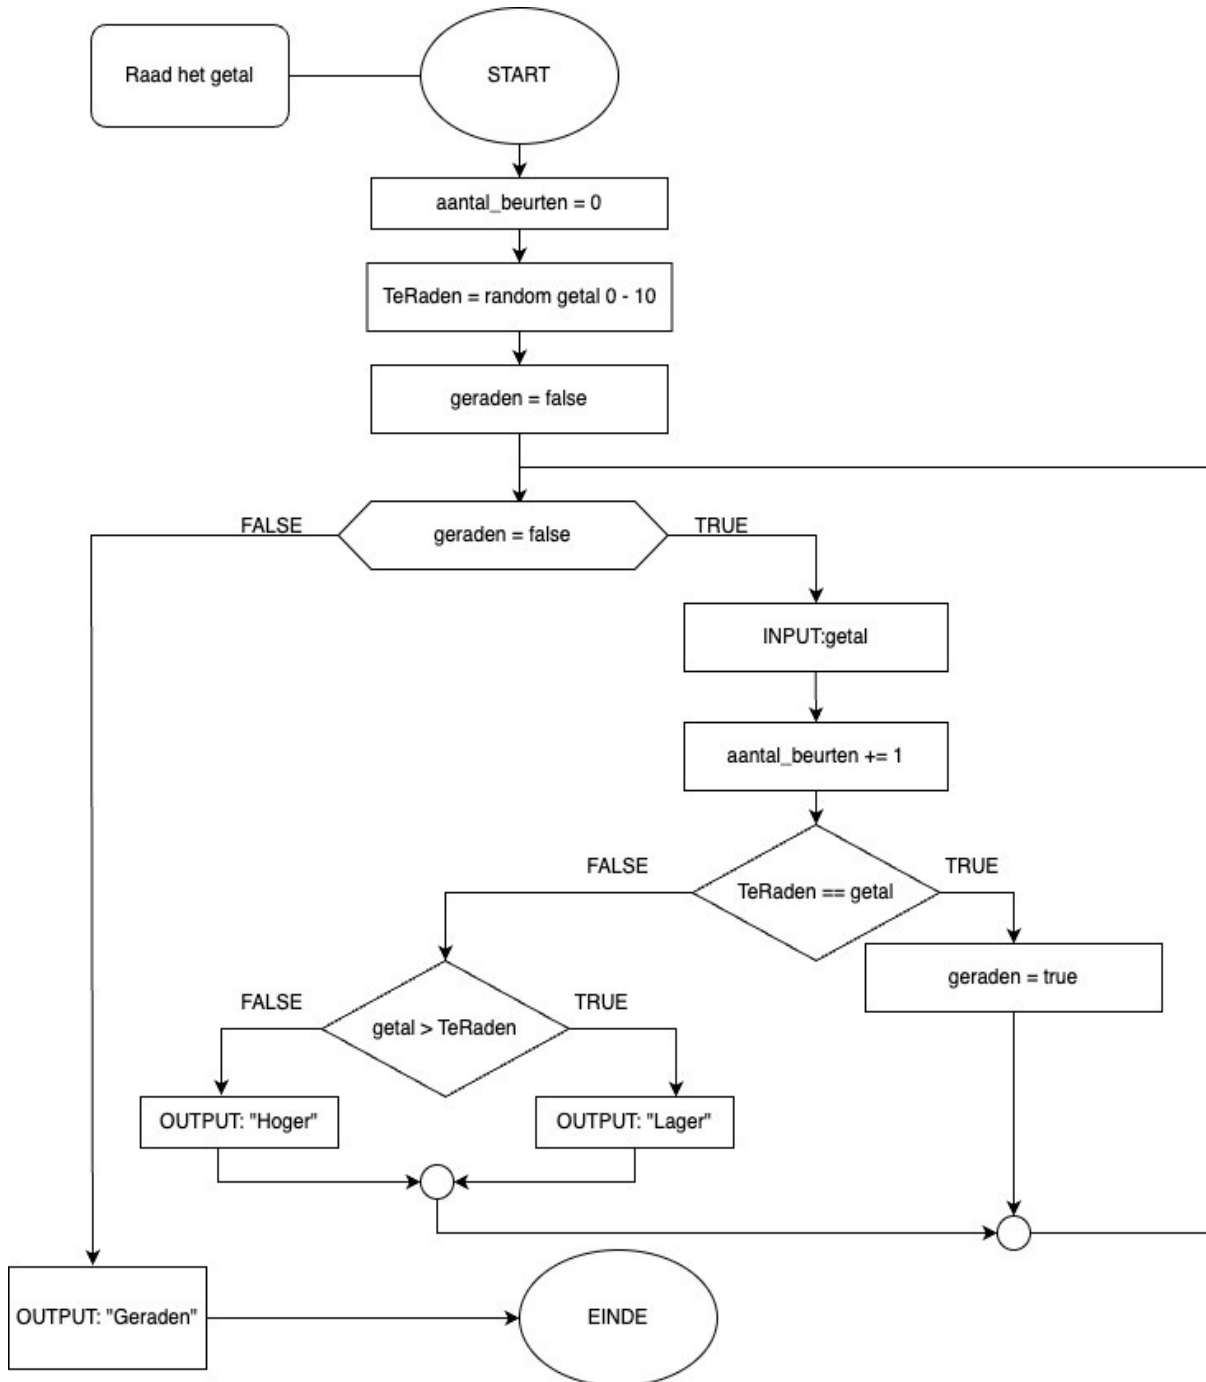 Raad het getal
START
aantal_beurten = 0
TeRaden = random getal 0 - 10
geraden = false
FALSE
geraden = false
TRUE
INPUT:getal
aantal_beurten += 1
FALSE
TeRaden == getal
TRUE
geraden = true
FALSE
getal > TeRaden
TRUE
OUTPUT: "Hoger"
OUTPUT: "Lager"
OUTPUT: "Geraden"
EINDE